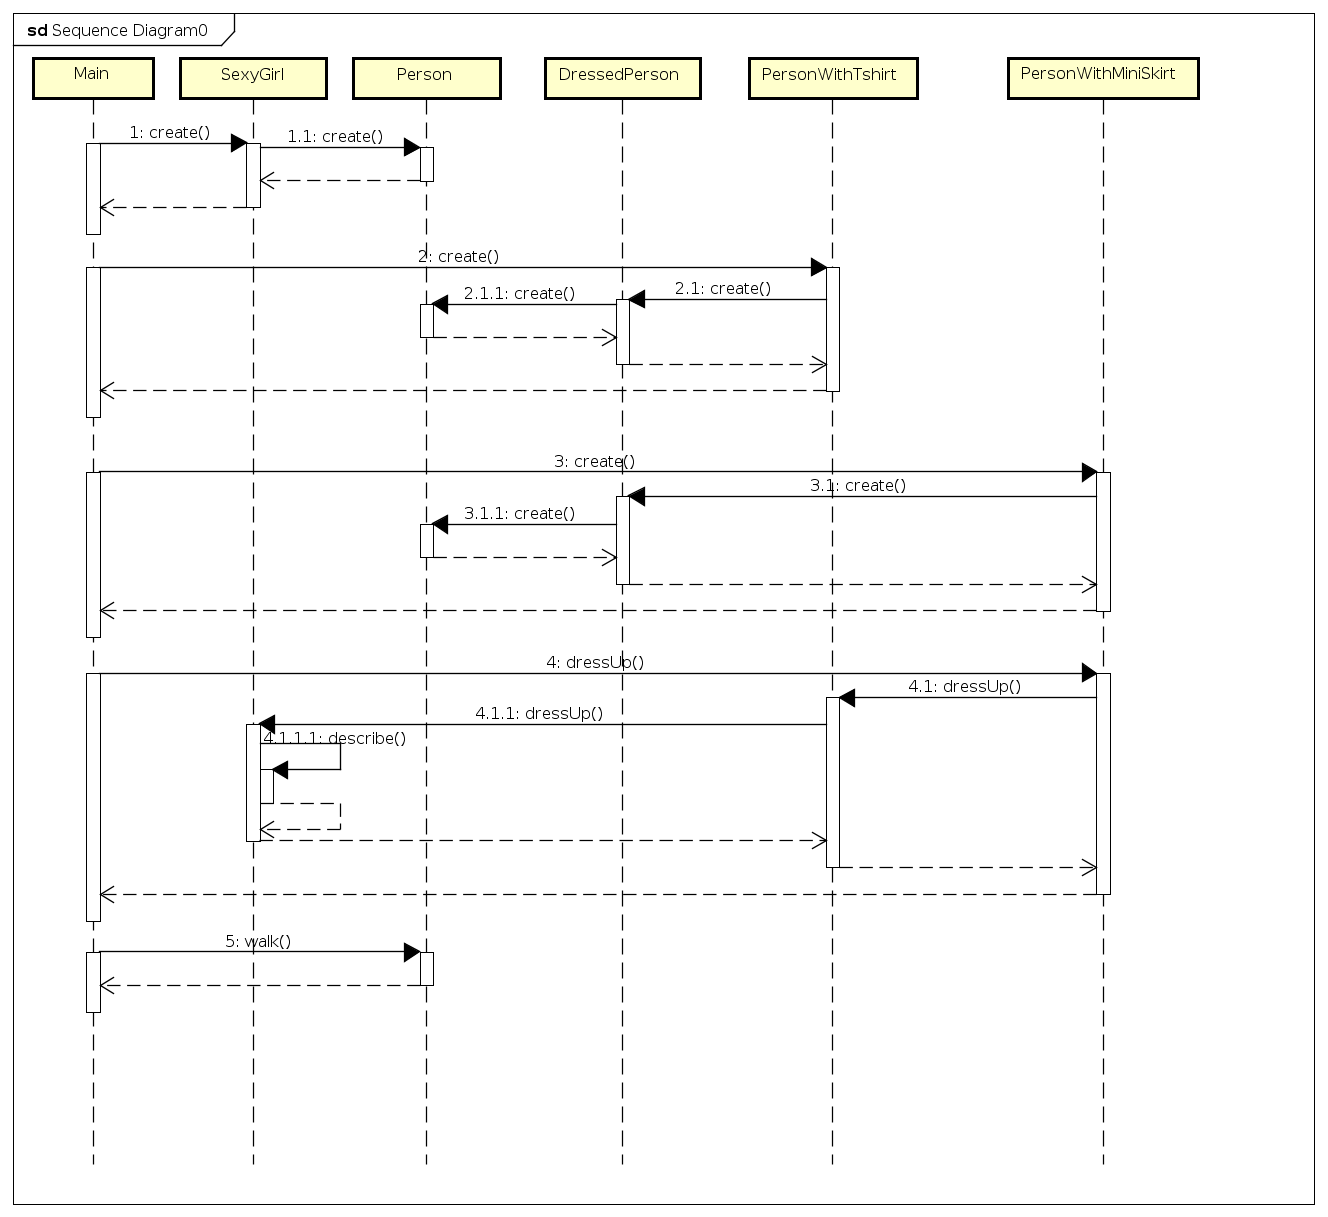 sd Sequence Diagram0
Main
SexyGirl
Person
DressedPerson
PersonWithTshirt
PersonWithMiniSkirt
1: create()
1.1: create()
2: create()
2.1: create()
2.1.1: create()
3: create()
3.1: create()
3.1.1: create()
4: dressUp()
4.1: dressUp()
4.1.1: dressUp()
4.1.1.1: describe()
5: walk()